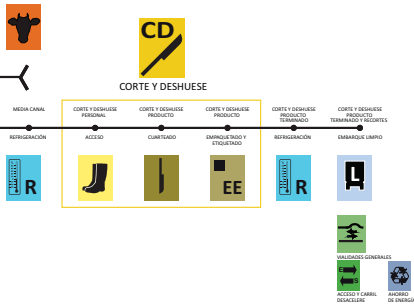 CD
CORTE Y DESHUESE
MEDIA CANAL
CORTE Y DESHUESE
PERSONAL
CORTE Y DESHUESE
PRODUCTO
CORTE Y DESHUESE
PRODUCTO
CORTE Y DESHUESE
PRODUCTO
TERMINADO
CORTE Y DESHUESE
PRODUCTO
TERMINADO Y RECORTES
REFRIGERACIÓN
ACCESO
CUARTEADO
EMPAQUETADO Y
ETIQUETADO
REFRIGERACIÓN
EMBARQUE LIMPIO
R
EE
R
L
VIALIDADES GENERALES
E
S
ACCESO Y CARRIL
DESACELERE
AHORRO
DE ENERGÍA